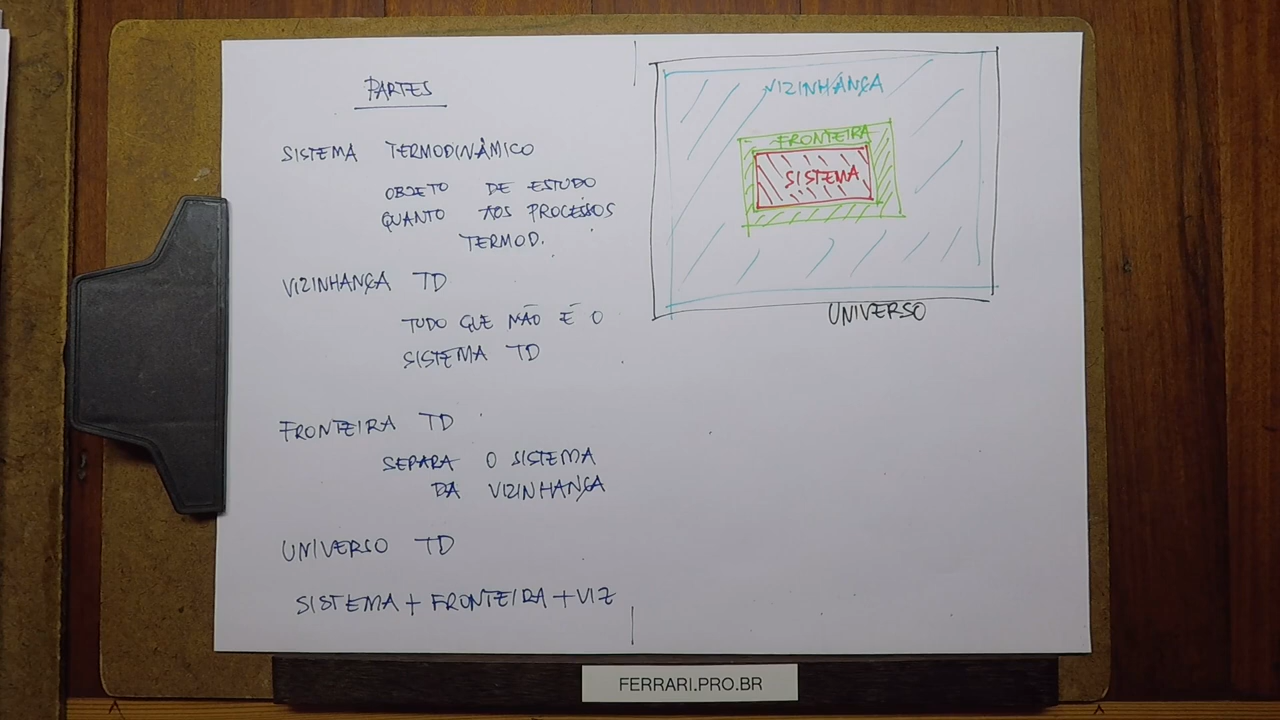 PARTES
SISTEMA TERMODINÂMICO
OBJETO DE ESTUDO
QUANTO AOS PROCESSOS
TERMOD.
VIZINHANÇA TD
TUDO QUE NÃO É O
SISTEMA TD
FRONTEIRA TD
SEPARA O SISTEMA
DA VIZINHANÇA
UNIVERSO TD
SISTEMA + FRONTEIRA + VIZ
VIZINHANÇA
FRONTEIRA
SISTEMA
UNIVERSO
FERRARI.PRO.BR